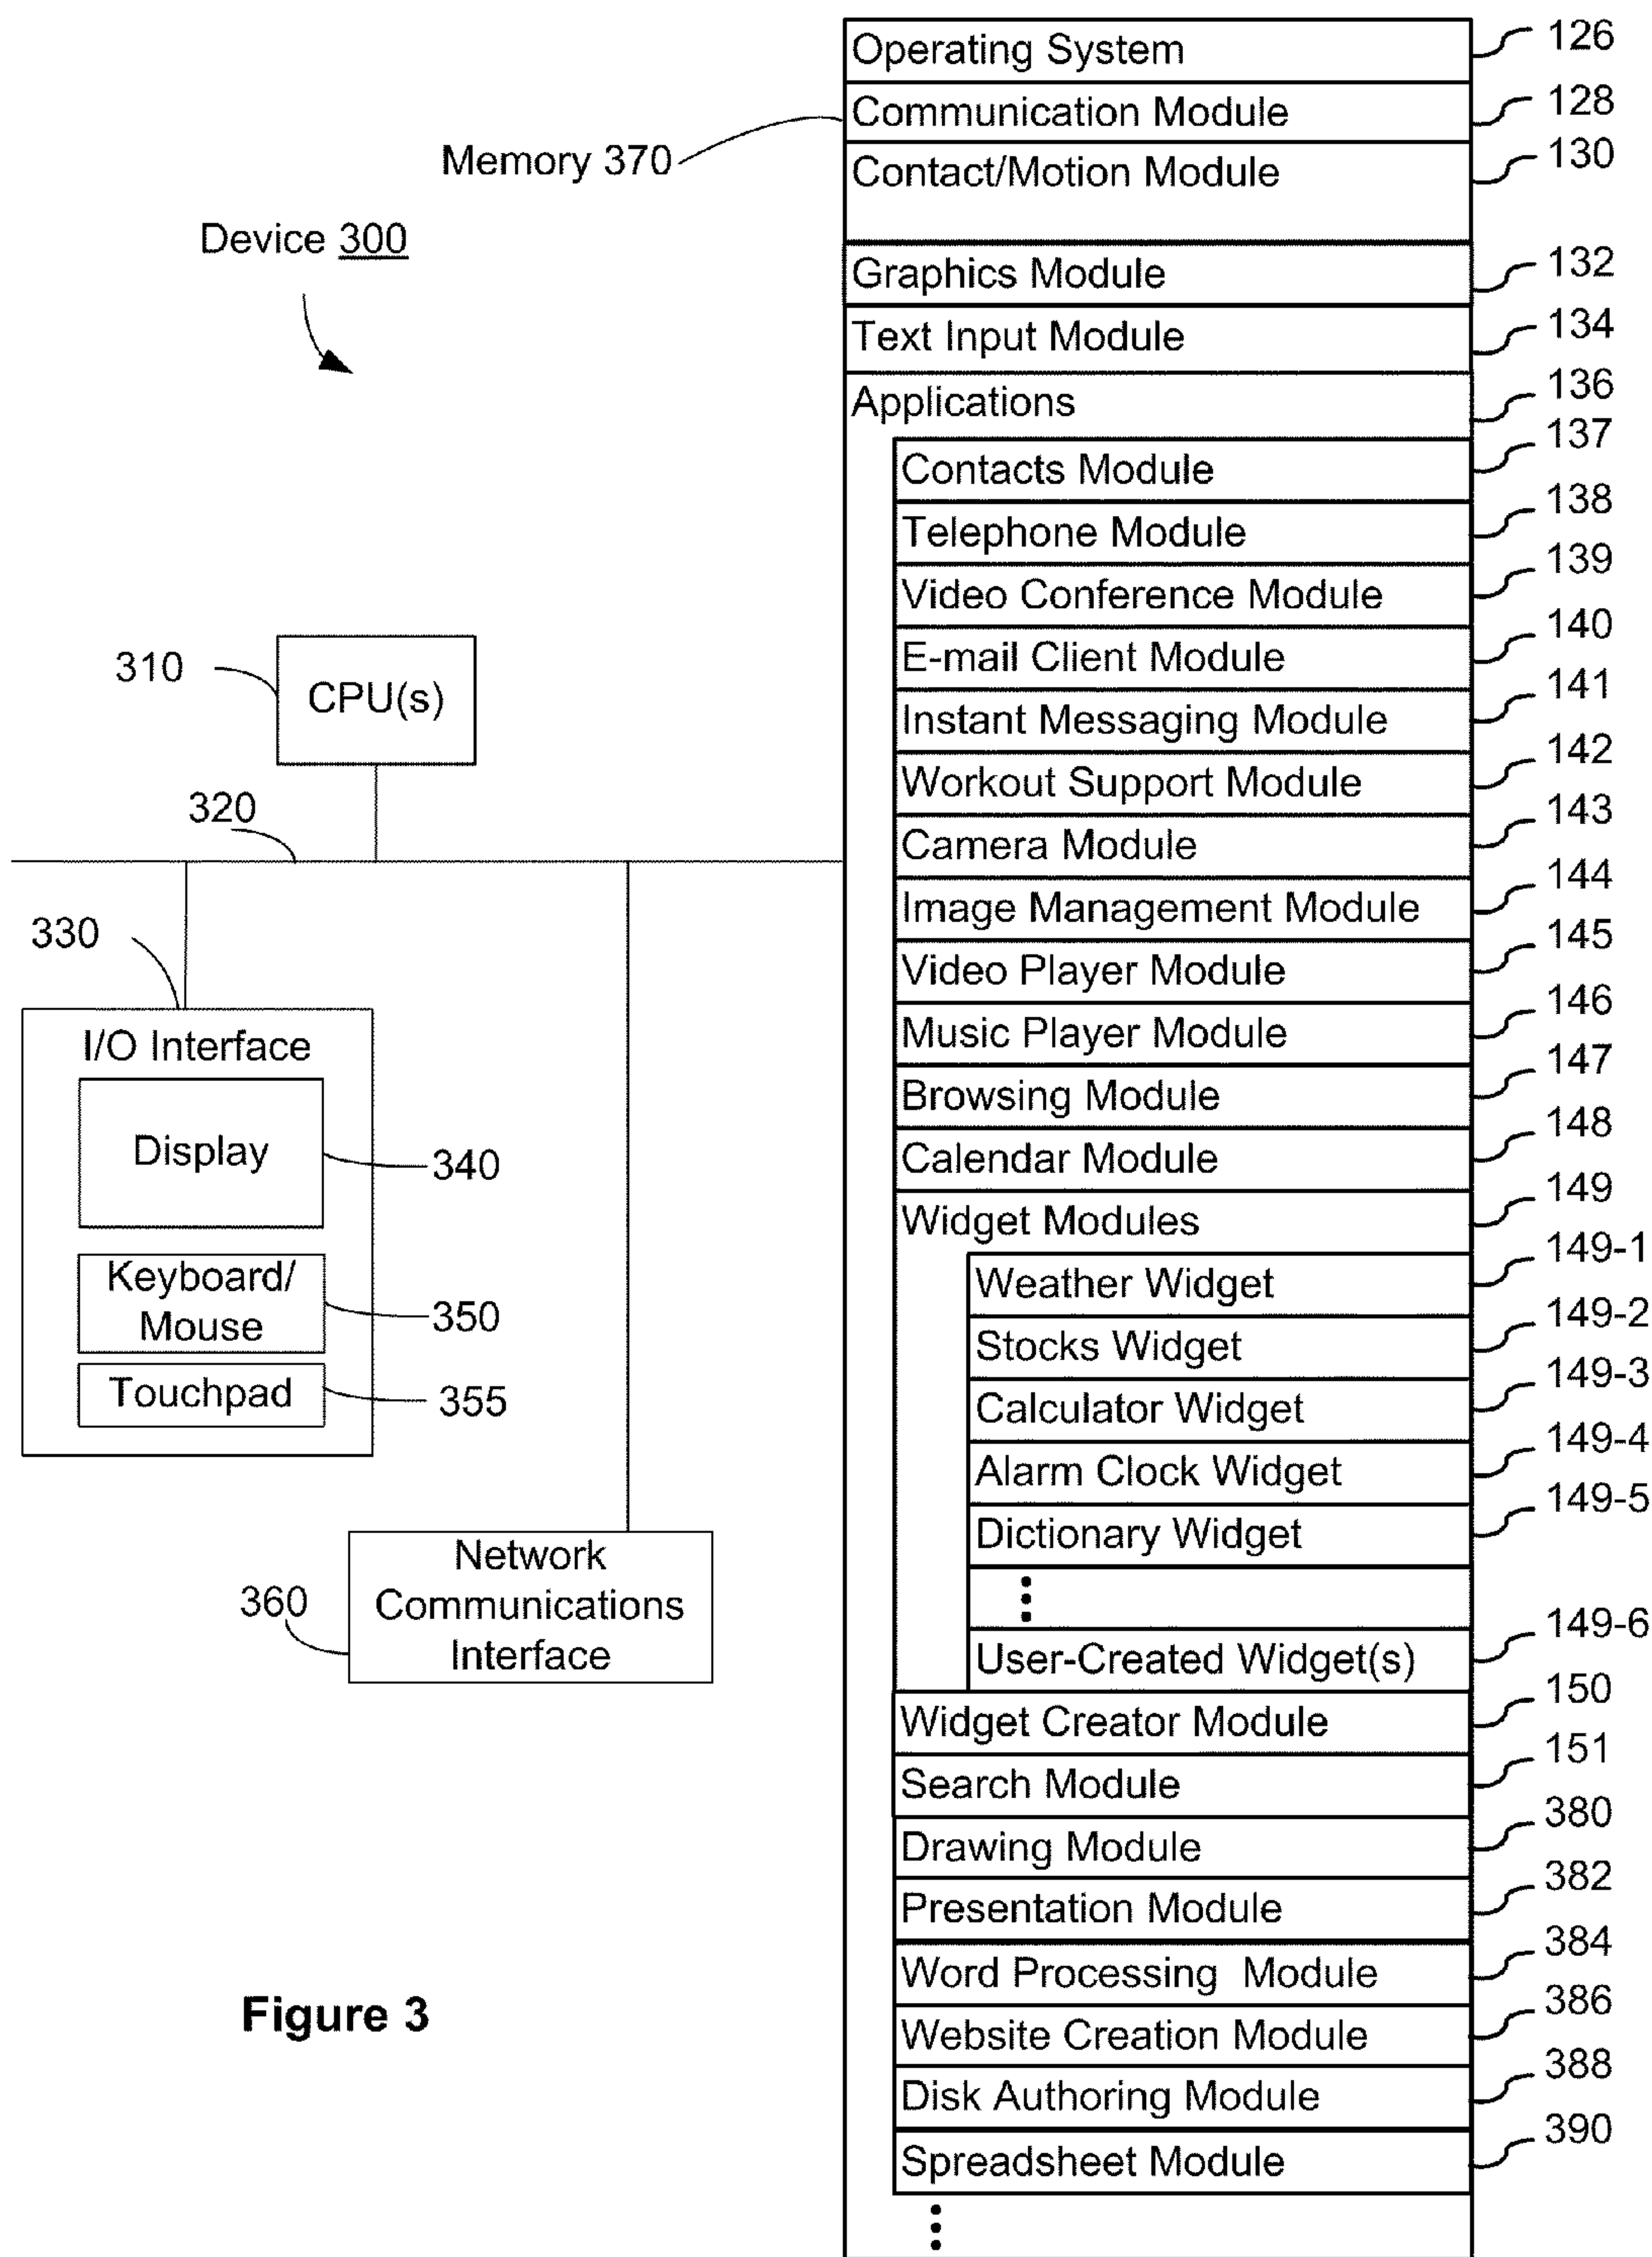 Operating System
126
Communication Module
128
Memory 370
Contact/Motion Module
130
Device 300
Graphics Module
132
Text Input Module
134
Applications
136
Contacts Module
137
Telephone Module
138
Video Conference Module
139
E-mail Client Module
140
Instant Messaging Module
141
Workout Support Module
142
Camera Module
143
Image Management Module
144
Video Player Module
145
Music Player Module
146
Browsing Module
147
Calendar Module
148
Widget Modules
149
Weather Widget
149-1
Stocks Widget
149-2
Calculator Widget
149-3
Alarm Clock Widget
149-4
Dictionary Widget
149-5
User-Created Widget(s)
149-6
Widget Creator Module
150
Search Module
151
Drawing Module
380
Presentation Module
382
Word Processing Module
384
Website Creation Module
386
Disk Authoring Module
388
Spreadsheet Module
390
310
CPU(s)
320
330
I/O Interface
Display
340
Keyboard/
Mouse
350
Touchpad
355
Network
Communications
Interface
360
Figure 3